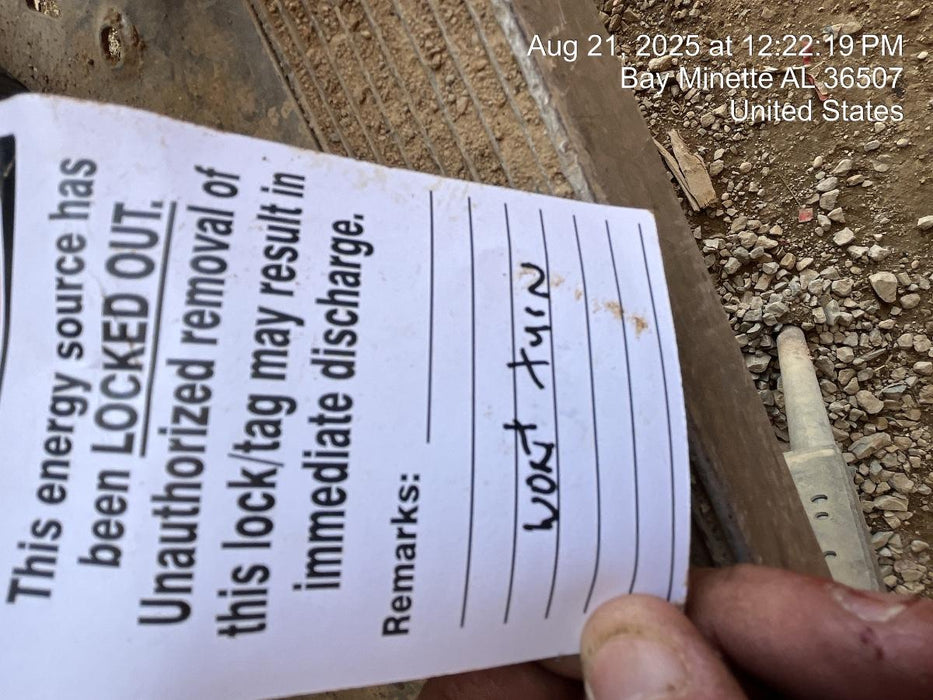 Aug 21, 2025 at 12:22:19 PM
Bay Minette AL 36507
United States
This energy source has
been LOCKED OUT.
Unauthorized removal of
this lock/tag may result in
immediate discharge.
Remarks:
wont turn